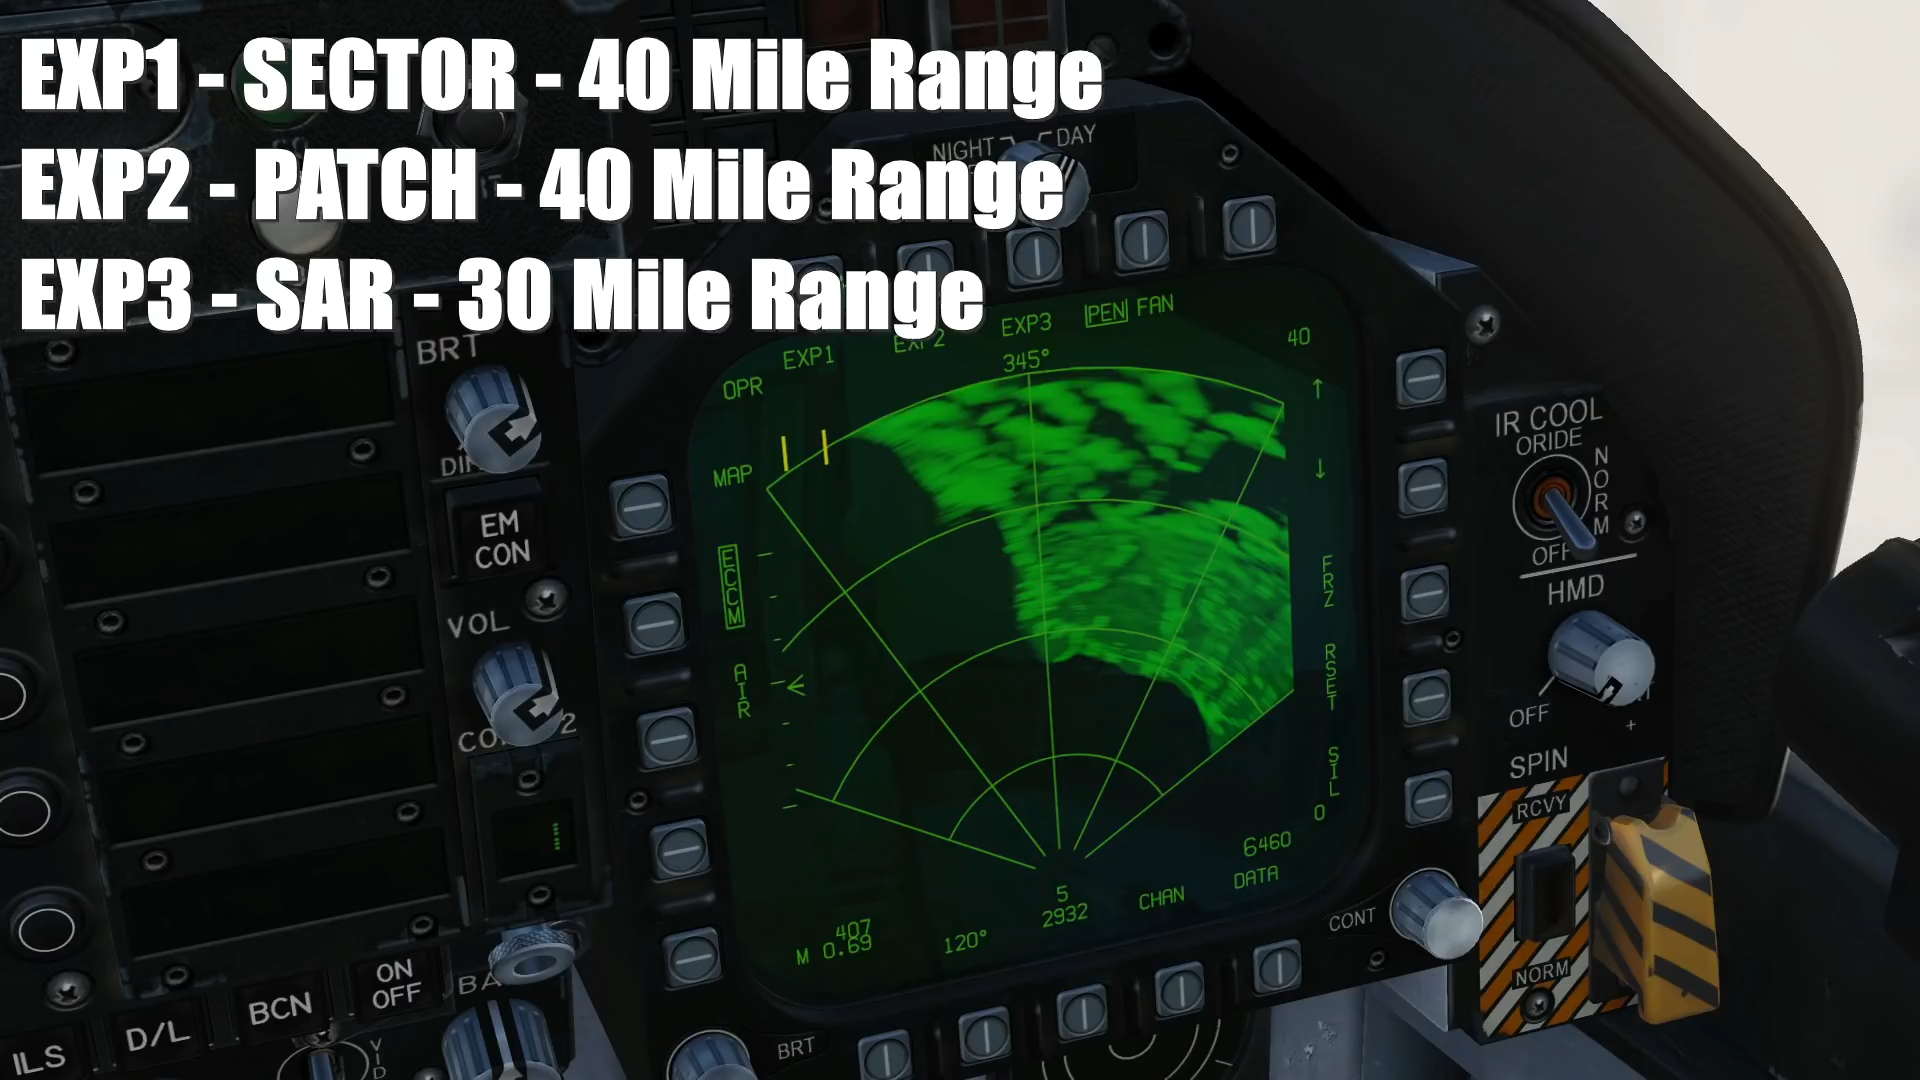 EXP1 - SECTOR - 40 Mile Range
EXP2 - PATCH - 40 Mile Range
EXP3 - SAR - 30 Mile Range
NIGHT
DAY
BRT
EM
CON
VOL
ILS
D/L
BCN
ON
OFF
EXP1
EXP2
EXP3
PEN
FAN
OPR
345°
40
MAP
ECCM
AIR
FRZ
RSET
SIL
0
6460
DATA
5
2932
CHAN
407
M 0.69
120°
CONT
BRT
IR COOL
ORIDE
NORM
OFF
HMD
OFF
SPIN
RCVY
NORM